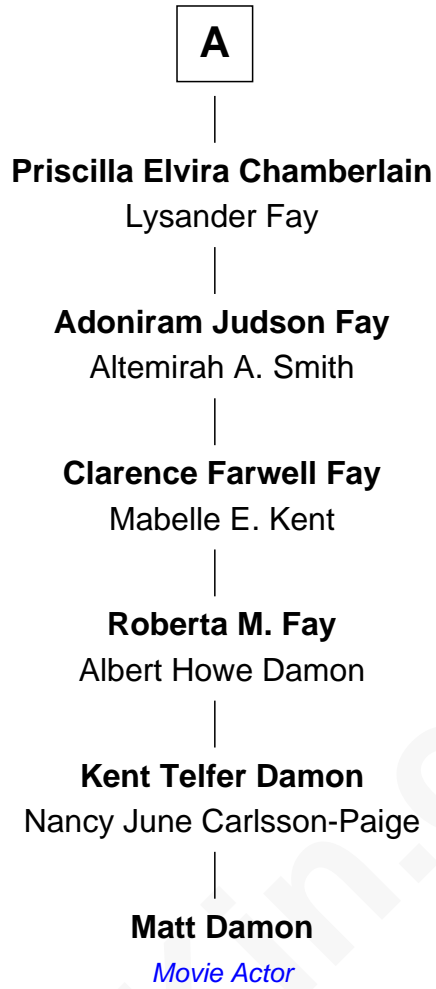 A
Priscilla Elvira Chamberlain
Lysander Fay
Adoniram Judson Fay
Altemirah A. Smith
Clarence Farwell Fay
Mabelle E. Kent
Roberta M. Fay
Albert Howe Damon
Kent Telfer Damon
Nancy June Carlsson-Paige
Matt Damon
Movie Actor